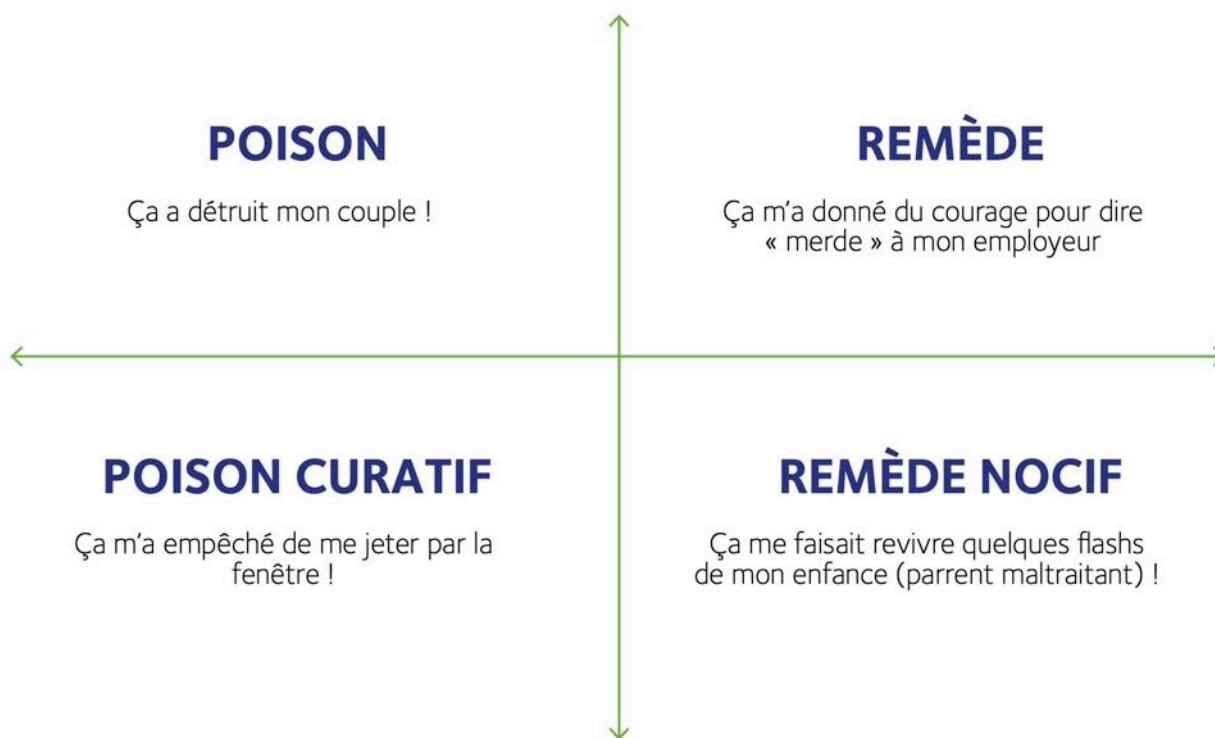 POISON
Ça a détruit mon couple !
REMÈDE
Ça m'a donné du courage pour dire
« merde » à mon employeur
POISON CURATIF
Ça m'a empêché de me jeter par la
fenêtre !
REMÈDE NOCIF
Ça me faisait revivre quelques flashs
de mon enfance (parrent maltraitant) !